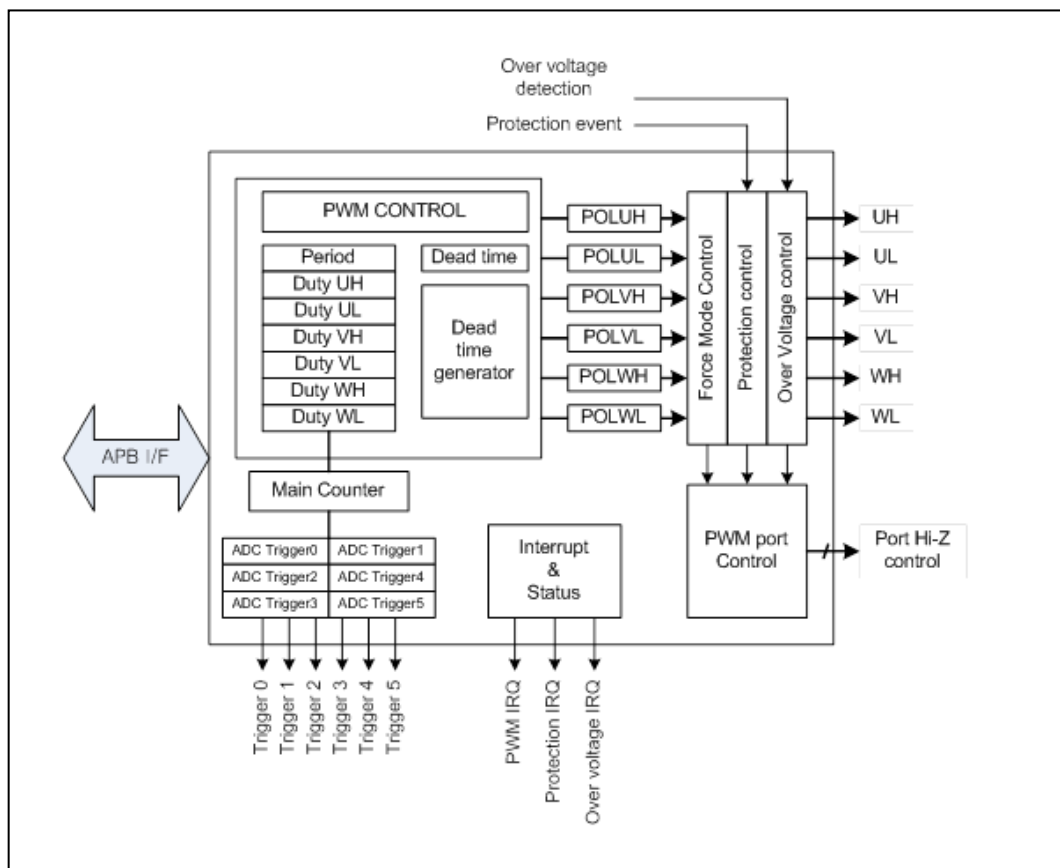 Over voltage
detection
Protection event
PWM CONTROL
Period
Duty UH
Duty UL
Duty VH
Duty VL
Duty WH
Duty WL
Dead time
Dead
time
generator
POLUH
POLUL
POLVH
POLVL
POLWH
POLWL
Force Mode Control
Protection control
Over Voltage control
UH
UL
VH
VL
WH
WL
APB I/F
Main Counter
ADC Trigger0
ADC Trigger1
ADC Trigger2
ADC Trigger4
ADC Trigger3
ADC Trigger5
Interrupt
&
Status
PWM port
Control
Port Hi-Z
control
Trigger 0
Trigger 1
Trigger 2
Trigger 3
Trigger 4
Trigger 5
PWM IRQ
Protection IRQ
Over voltage IRQ